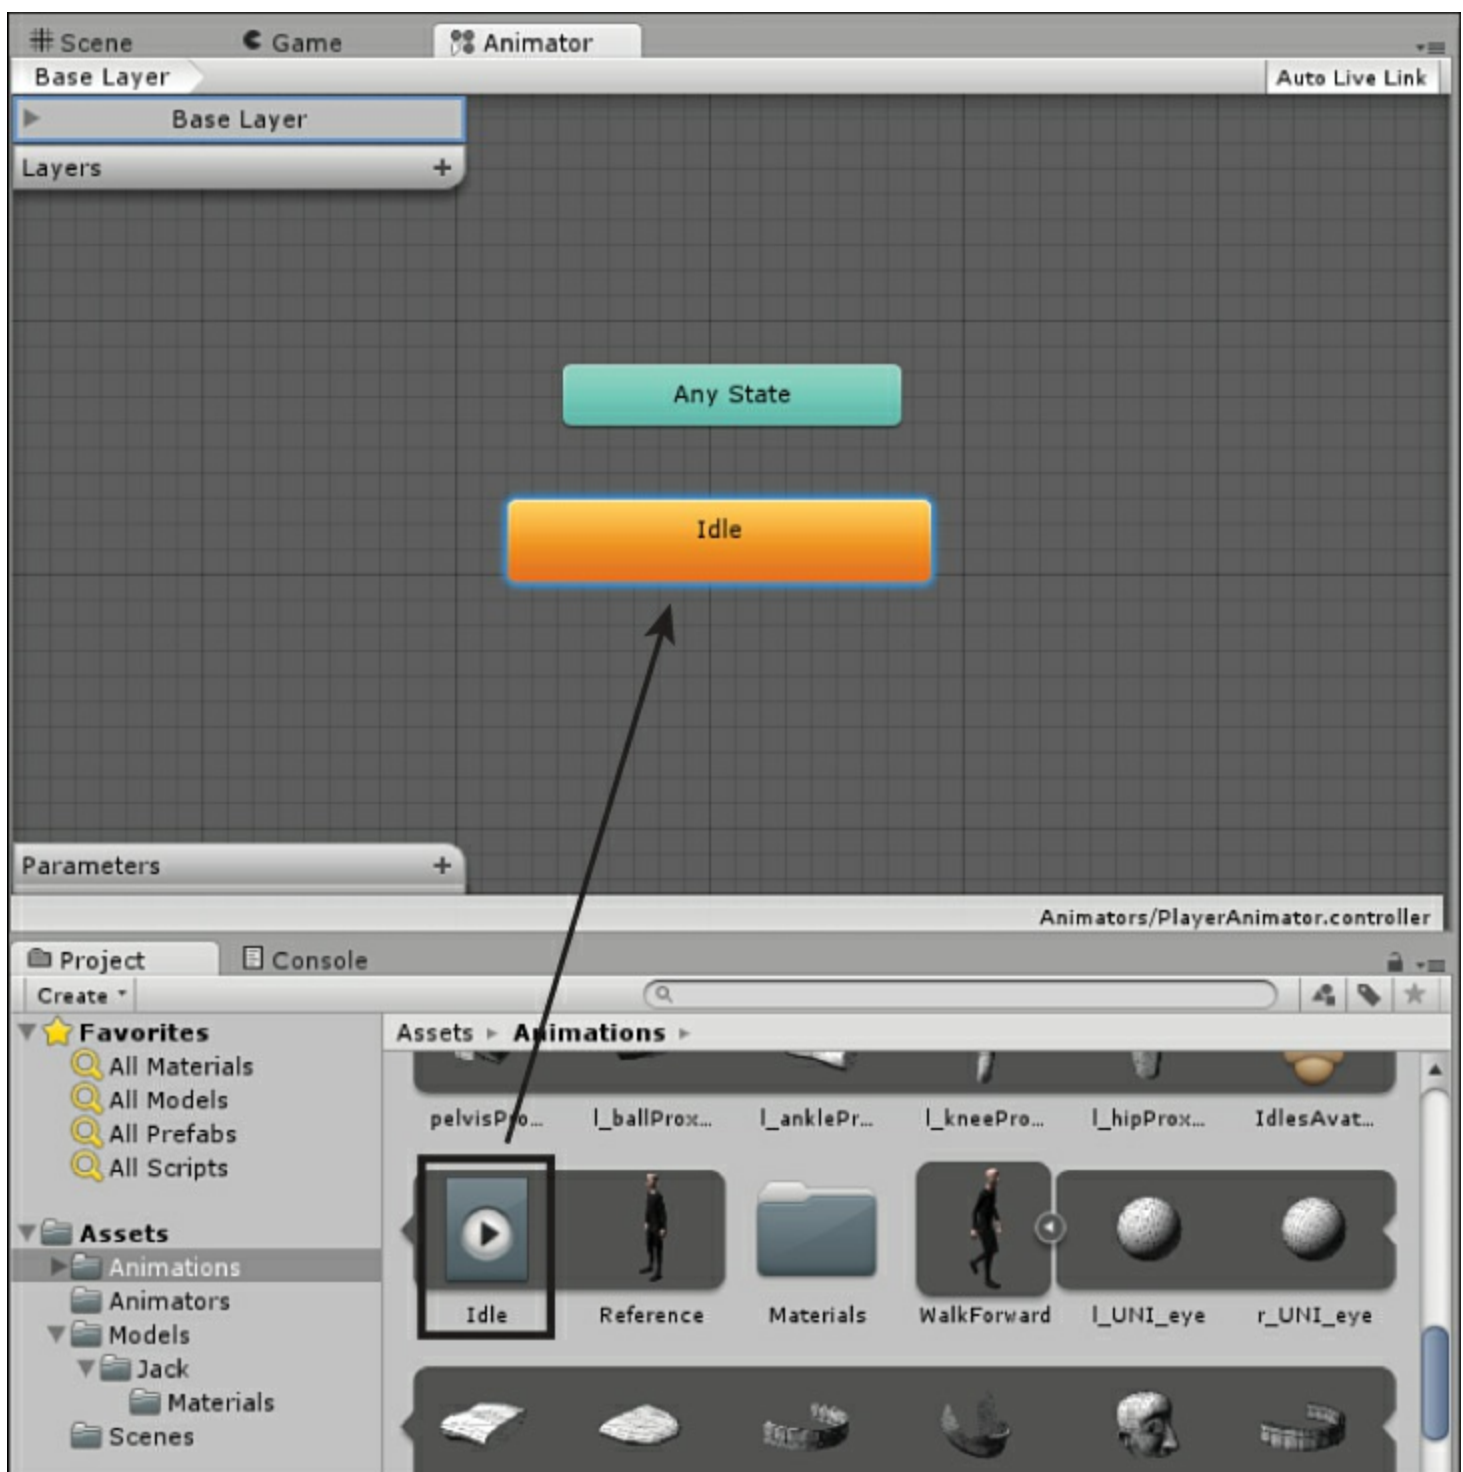 Scene Game Animator
Base Layer Auto Live Link
Base Layer
Layers +
Any State
Idle
Parameters +
Animators/PlayerAnimator.controller
Project Console
Create
Favorites
All Materials
All Models
All Prefabs
All Scripts
Assets
Animations
Animators
Models
Jack
Materials
Scenes
Assets Animations
pelvisPro... l_ballProx... l_anklePr... l_kneePro... l_hipProx... IdlesAvat...
Idle Reference Materials WalkForward l_UNI_eye r_UNI_eye